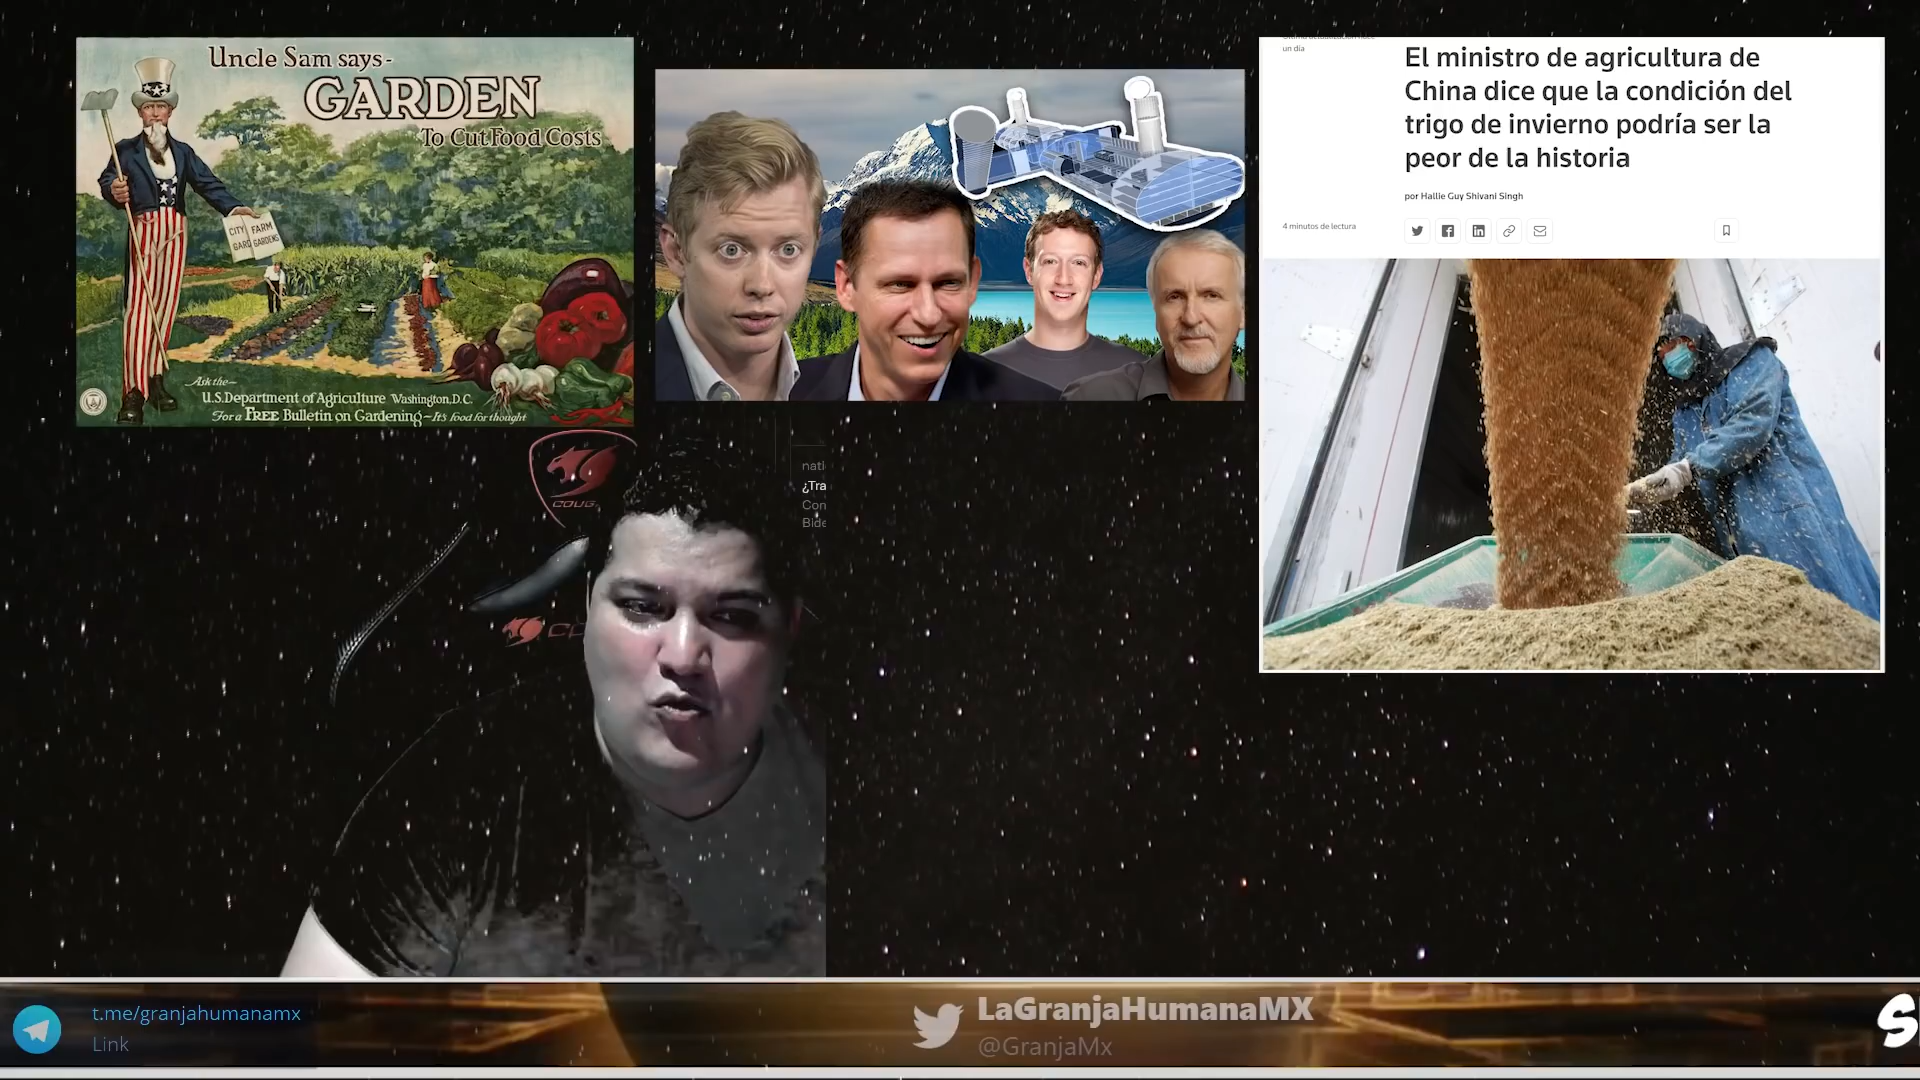 Uncle Sam says-
GARDEN
To Cut Food Costs
CITY FARM
GARDENS
Ask the-
U.S. Department of Agriculture Washington, D.C.
For a FREE Bulletin on Gardening-It's food for thought
un día
El ministro de agricultura de
China dice que la condición del
trigo de invierno podría ser la
peor de la historia
por Hallie Guy Shivani Singh
4 minutos de lectura
COUG
natl
¿Tra
Con
Bide
t.me/granjahumanamx
Link
LaGranjaHumanaMX
@GranjaMx
S